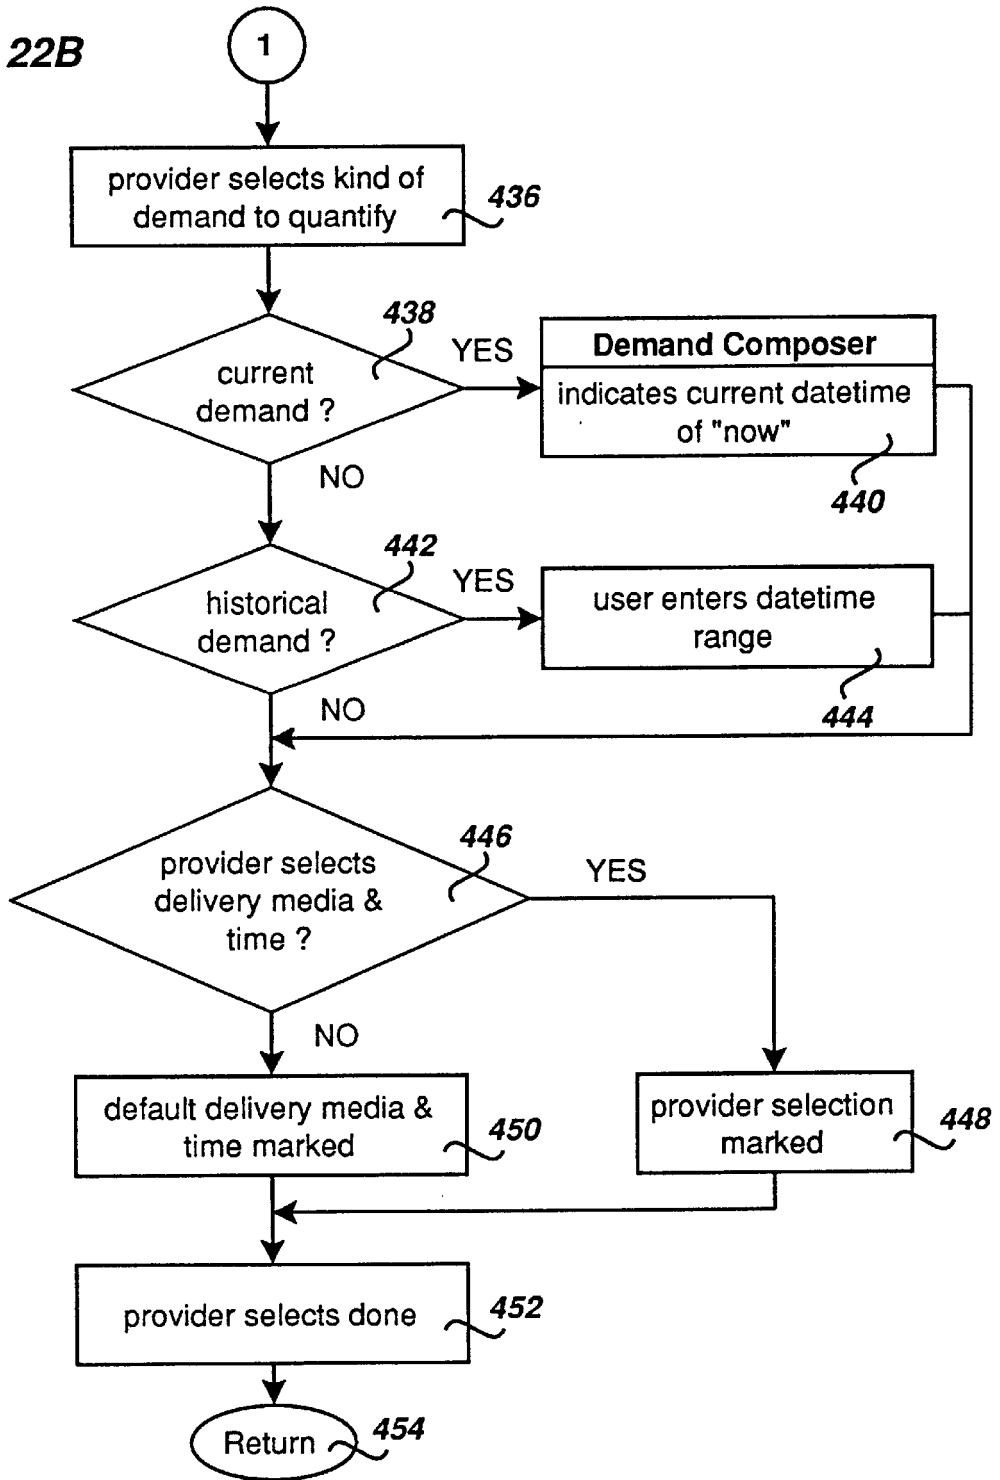 22B
1
provider selects kind of
demand to quantify
436
438
current
demand ?
YES
Demand Composer
indicates current datetime
of "now"
440
NO
442
historical
demand ?
YES
user enters datetime
range
444
NO
446
provider selects
delivery media &
time ?
YES
NO
default delivery media &
time marked
450
provider selection
marked
448
provider selects done
452
Return
454